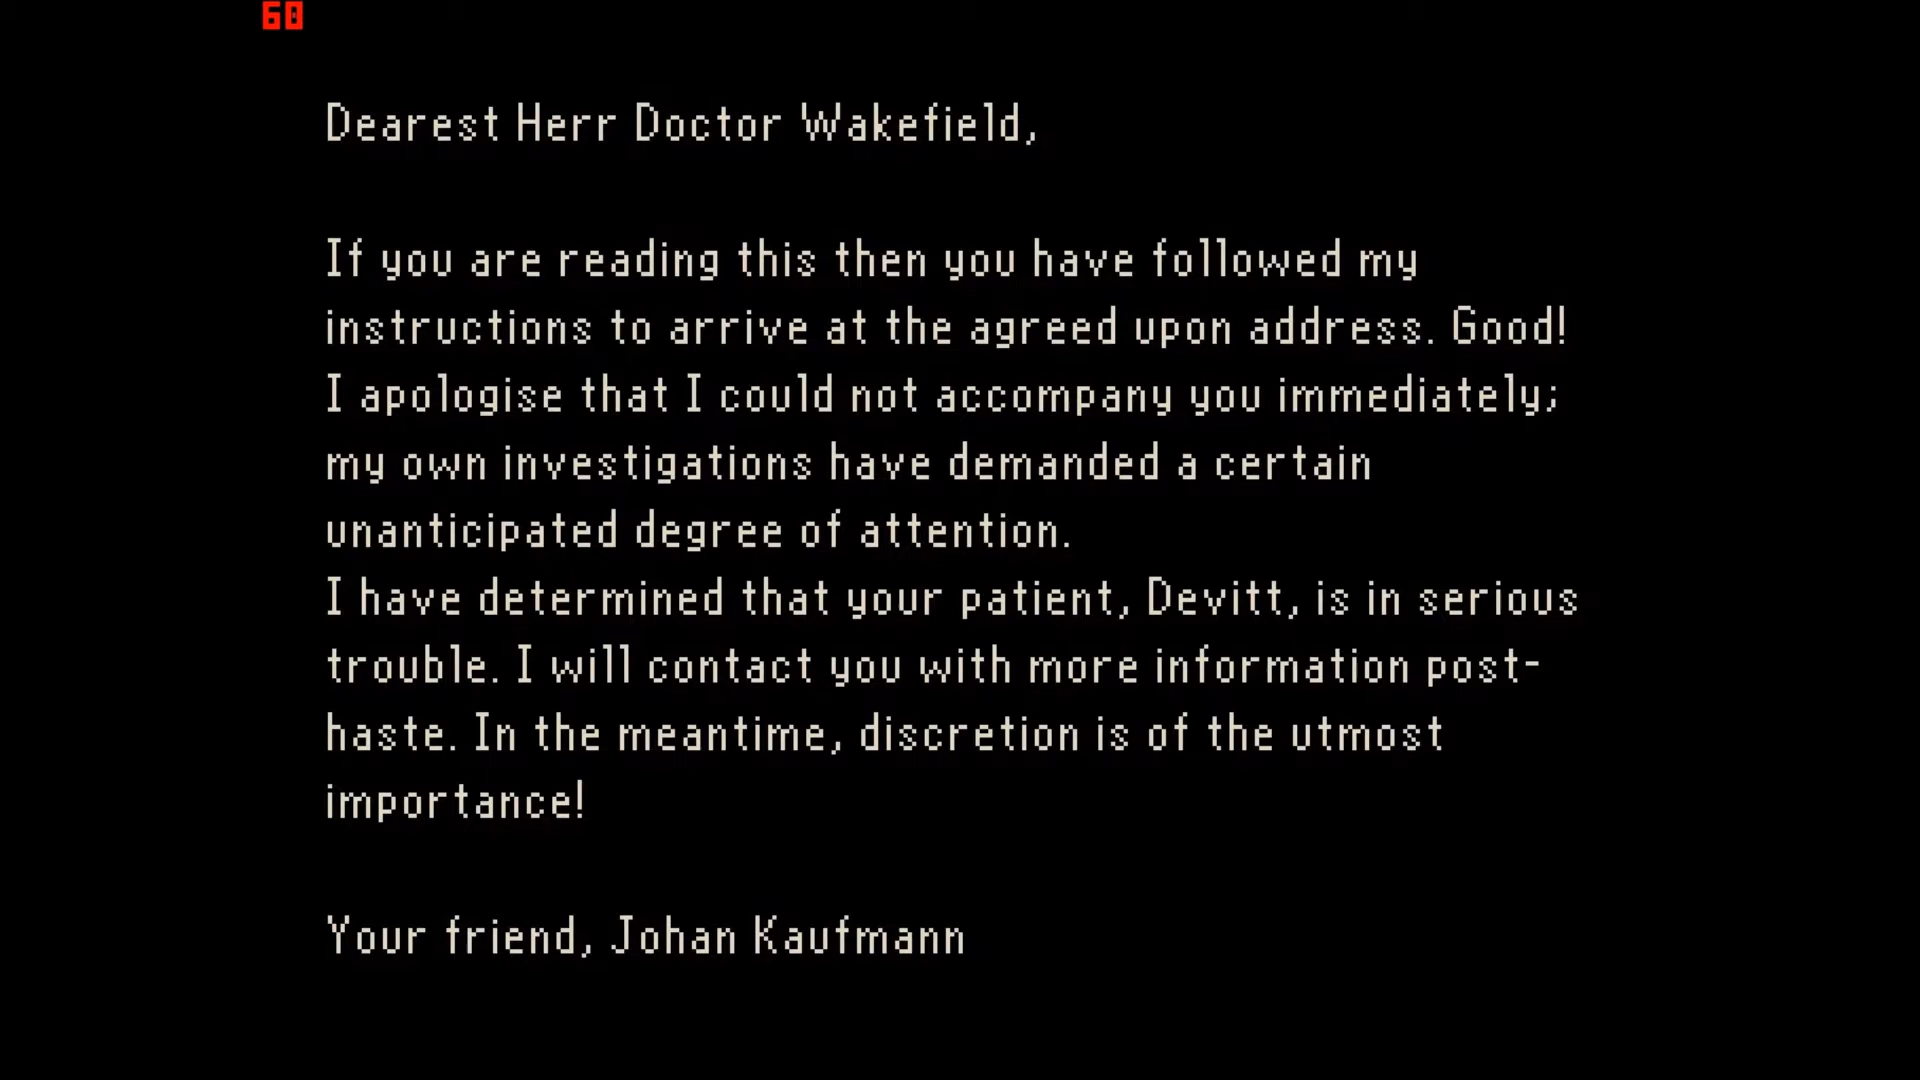 60
Dearest Herr Doctor Wakefield,
If you are reading this then you have followed my
instructions to arrive at the agreed upon address. Good!
I apologise that I could not accompany you immediately;
my own investigations have demanded a certain
unanticipated degree of attention.
I have determined that your patient, Devitt, is in serious
trouble. I will contact you with more information post-
haste. In the meantime, discretion is of the utmost
importance!
Your friend, Johan Kaufmann